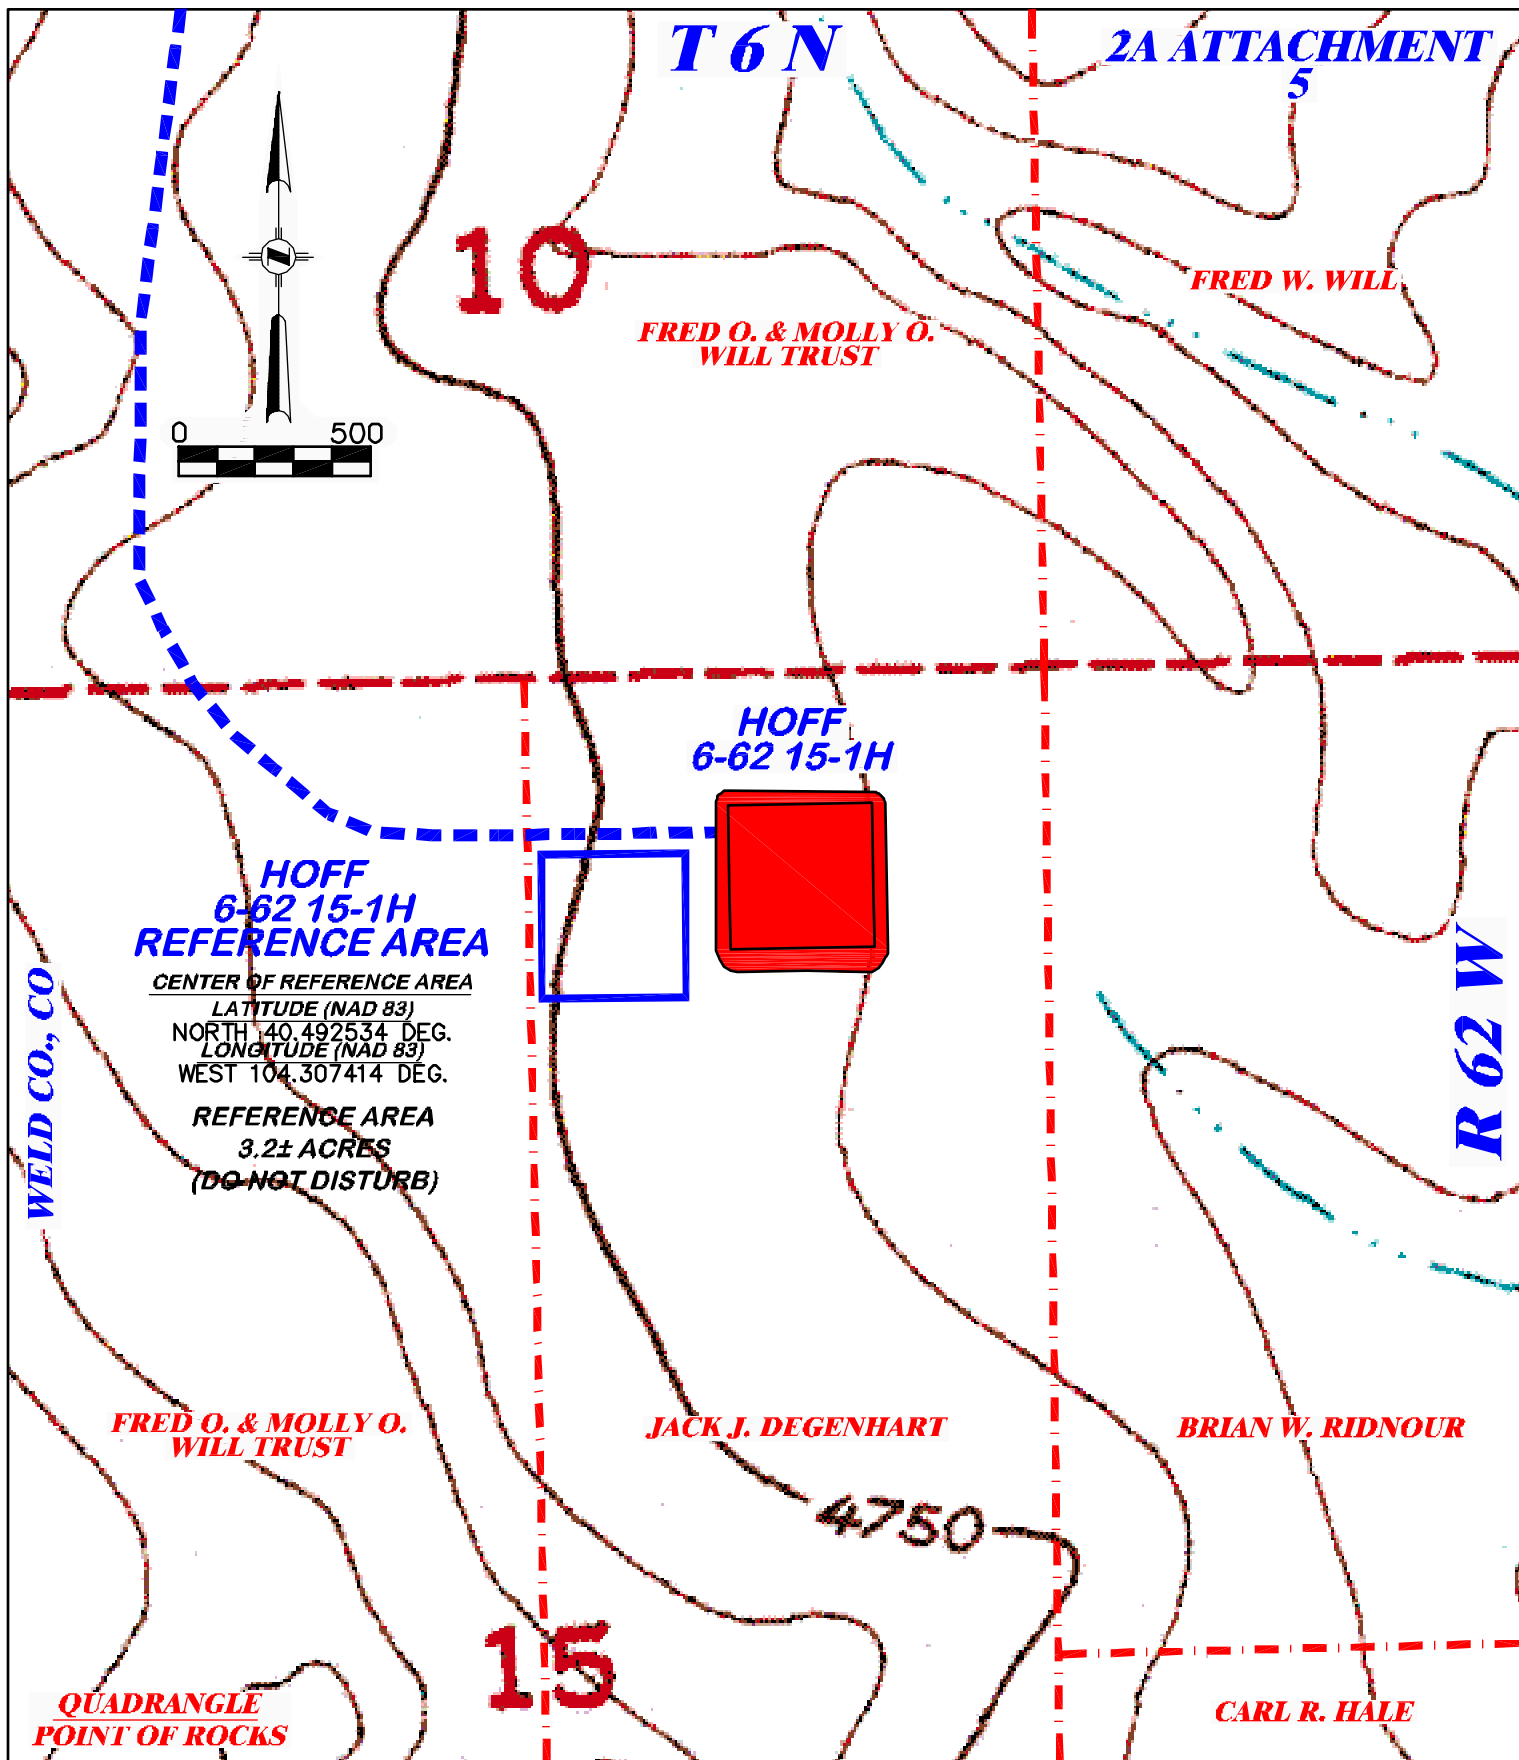 T 6 N
2A ATTACHMENT
5
10
FRED W. WILL
FRED O. & MOLLY O.
WILL TRUST
0 500
HOFF
6-62 15-1H
HOFF
6-62 15-1H
REFERENCE AREA
CENTER OF REFERENCE AREA
LATITUDE (NAD 83)
NORTH 40.492534 DEG.
LONGITUDE (NAD 83)
WEST 104.307414 DEG.
REFERENCE AREA
3.2± ACRES
(DO NOT DISTURB)
WELD CO., CO
R 62 W
FRED O. & MOLLY O.
WILL TRUST
JACK J. DEGENHART
BRIAN W. RIDNOUR
4750
15
QUADRANGLE
POINT OF ROCKS
CARL R. HALE